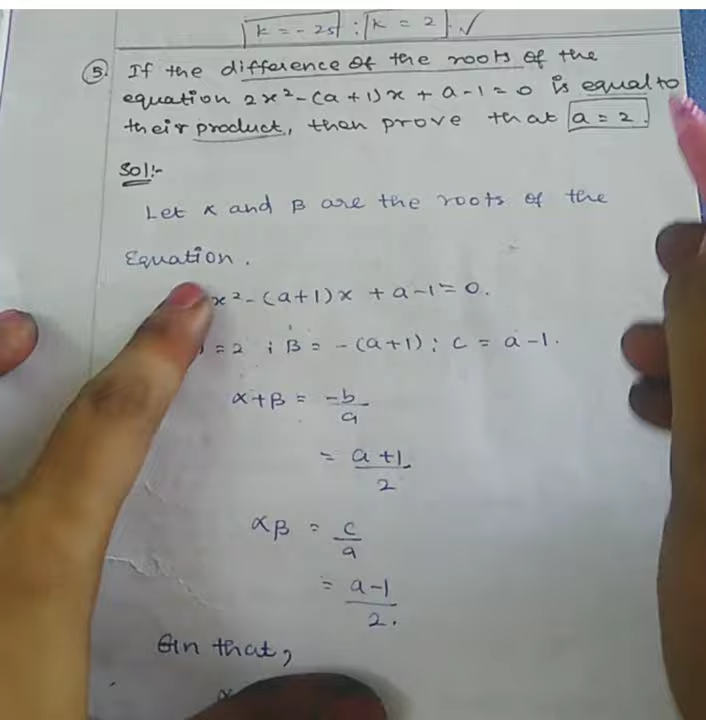 k = -25 ; k = 2. ✓
⑤ If the difference of the roots of the
equation 2x² - (a + 1)x + a - 1 = 0 is equal to
their product, then prove that a = 2.
Sol:-
Let α and β are the roots of the
Equation.
x² - (a+1)x + a - 1 = 0.
= 2 ; B = -(a+1) ; C = a - 1.
α+β = -b/a
= a+1/2
αβ = c/a
= a-1/2.
Gin that,
α